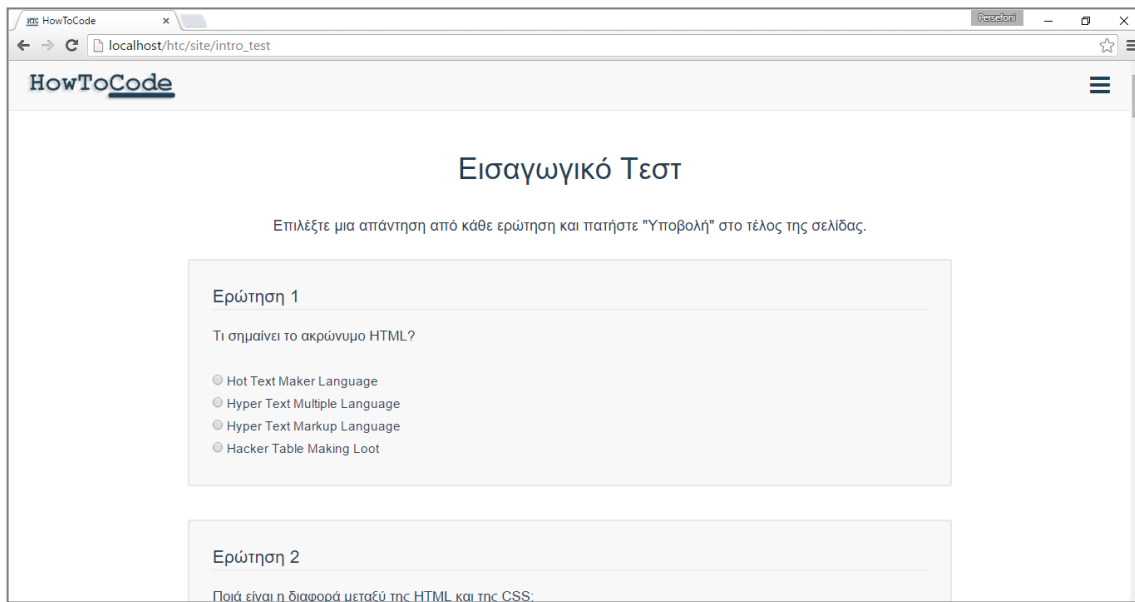 HTC HowToCode
Persefoni
localhost/htc/site/intro_test
HowToCode
Εισαγωγικό Τεστ
Επιλέξτε μια απάντηση από κάθε ερώτηση και πατήστε "Υποβολή" στο τέλος της σελίδας.
Ερώτηση 1
Τι σημαίνει το ακρώνυμο HTML?
Hot Text Maker Language
Hyper Text Multiple Language
Hyper Text Markup Language
Hacker Table Making Loot
Ερώτηση 2
Ποιά είναι η διαφορά μεταξύ της HTML και της CSS;